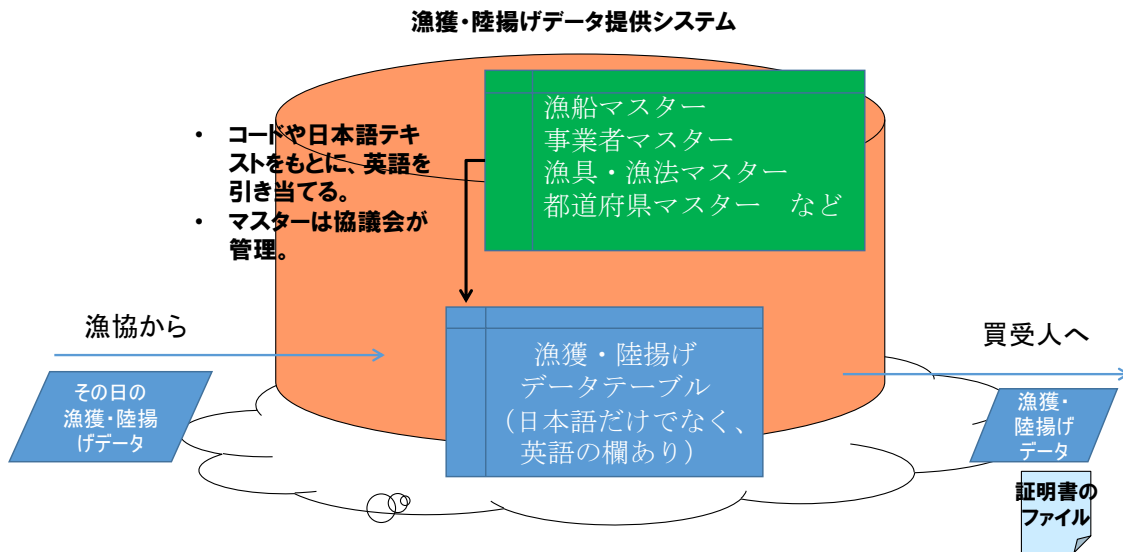 漁獲・陸揚げデータ提供システム
漁船マスター
事業者マスター
漁具・漁法マスター
都道府県マスター　など
・ コードや日本語テキ
ストをもとに、英語を
引き当てる。
・ マスターは協議会が
管理。
漁協から
その日の
漁獲・陸揚
げデータ
漁獲・陸揚げ
データテーブル
（日本語だけでなく、
英語の欄あり）
買受人へ
漁獲・
陸揚げ
データ
証明書の
ファイル